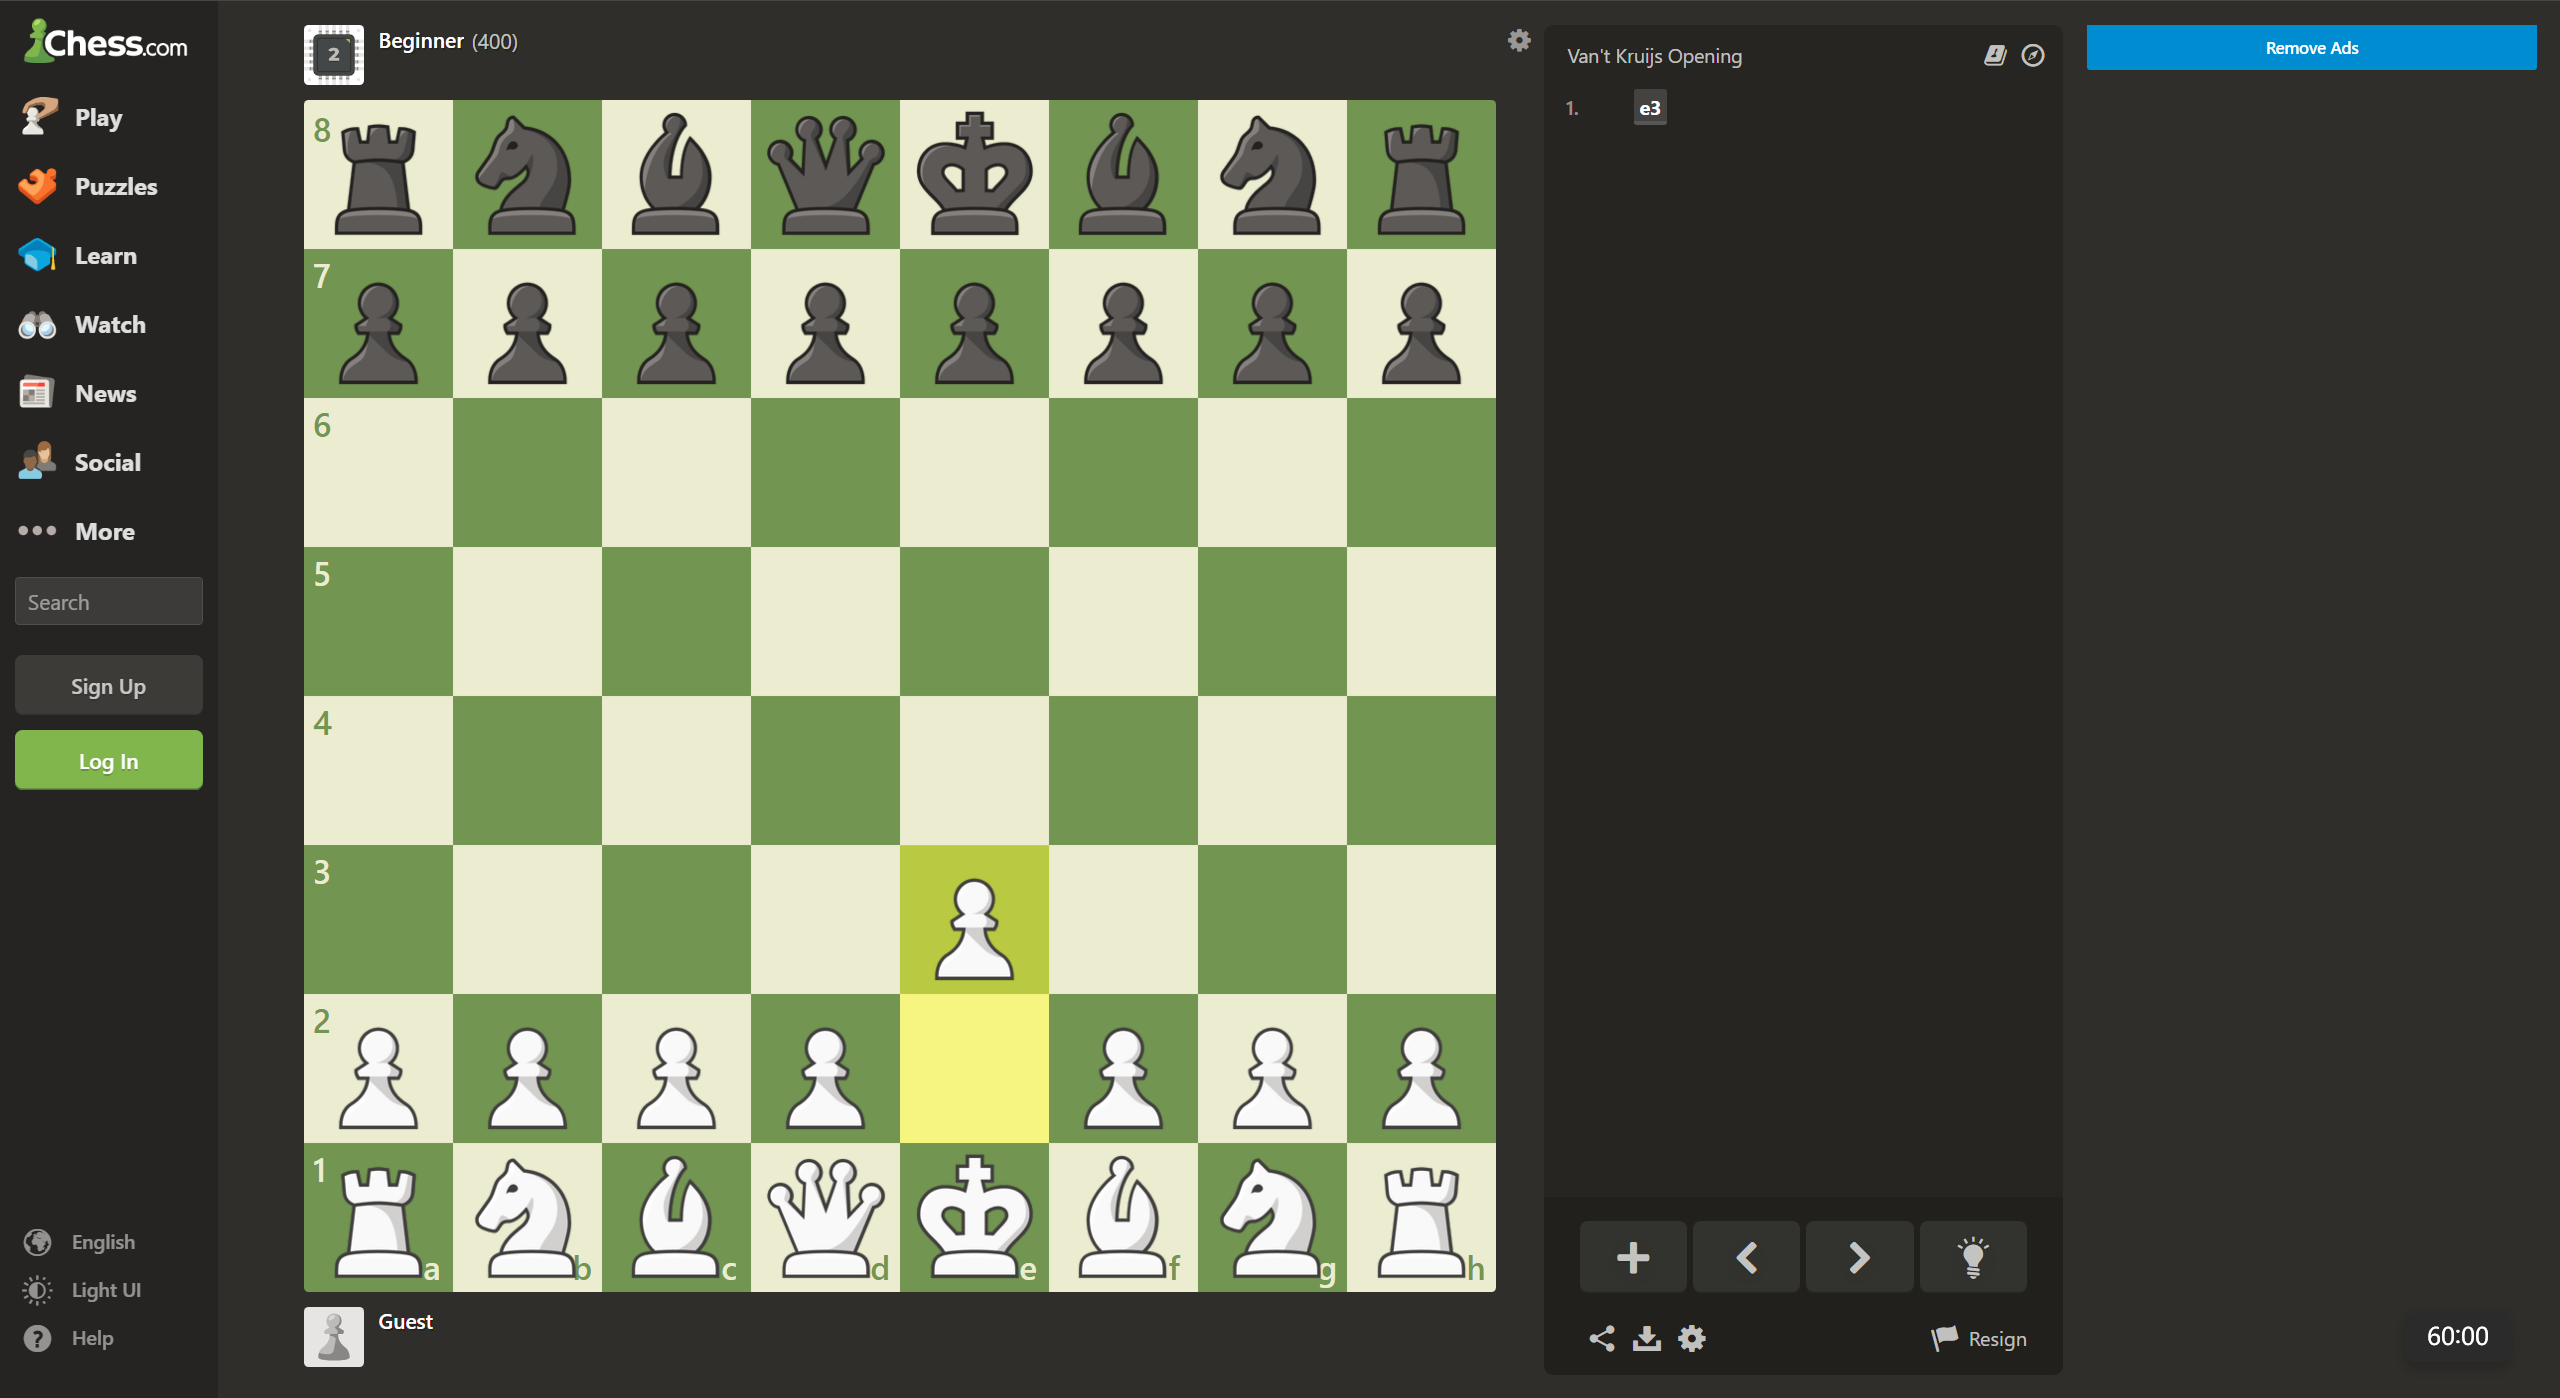 Chess.com
Play
Puzzles
Learn
Watch
News
Social
More
Search
Sign Up
Log In
English
Light UI
Help
2
Beginner (400)
8
7
6
5
4
3
2
1
a b c d e f g h
Guest
Van't Kruijs Opening
1. e3
Resign
Remove Ads
60:00